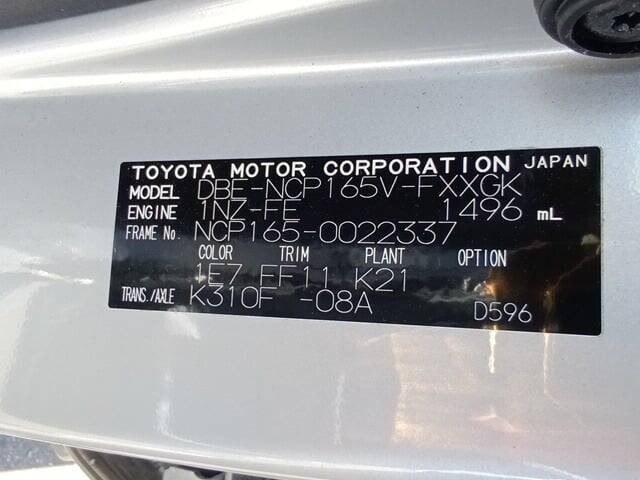 TOYOTA MOTOR CORPORATION JAPAN
MODEL DBE-NCP165V-FXXGK
ENGINE 1NZ-FE 1496 mL
FRAME No. NCP165-0022337
COLOR TRIM PLANT OPTION
1E7 FF11 K21
TRANS./AXLE K310F -08A
D596